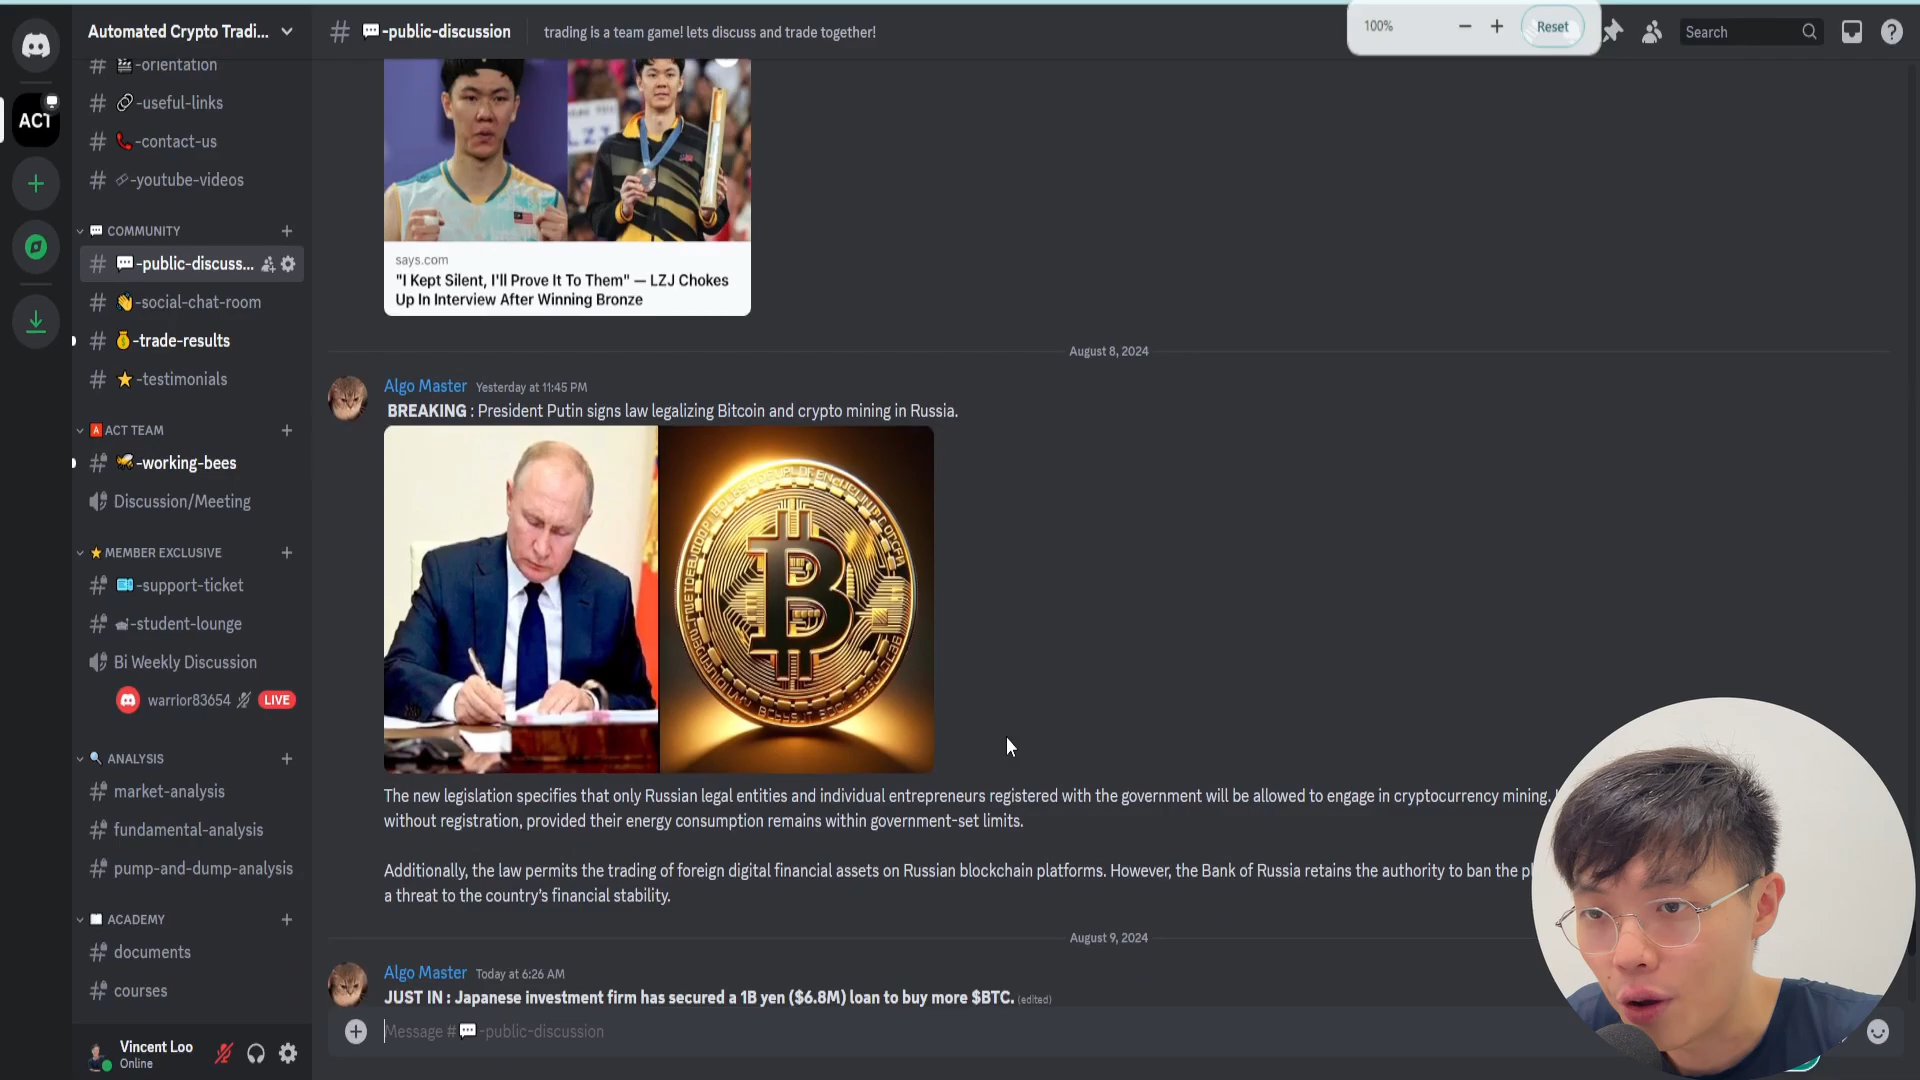 Automated Crypto Tradi...
-public-discussion
trading is a team game! lets discuss and trade together!
100%
Reset
Search
ACT
-orientation
-useful-links
-contact-us
-youtube-videos
COMMUNITY
-public-discuss...
-social-chat-room
-trade-results
-testimonials
ACT TEAM
-working-bees
Discussion/Meeting
MEMBER EXCLUSIVE
-support-ticket
-student-lounge
Bi Weekly Discussion
warrior83654 LIVE
ANALYSIS
market-analysis
fundamental-analysis
pump-and-dump-analysis
ACADEMY
documents
courses
Vincent Loo
Online
LZJ
says.com
"I Kept Silent, I'll Prove It To Them" — LZJ Chokes
Up In Interview After Winning Bronze
August 8, 2024
Algo Master Yesterday at 11:45 PM
BREAKING : President Putin signs law legalizing Bitcoin and crypto mining in Russia.
The new legislation specifies that only Russian legal entities and individual entrepreneurs registered with the government will be allowed to engage in cryptocurrency mining.
without registration, provided their energy consumption remains within government-set limits.
Additionally, the law permits the trading of foreign digital financial assets on Russian blockchain platforms. However, the Bank of Russia retains the authority to ban the
a threat to the country's financial stability.
August 9, 2024
Algo Master Today at 6:26 AM
JUST IN : Japanese investment firm has secured a 1B yen ($6.8M) loan to buy more $BTC. (edited)
Message # -public-discussion